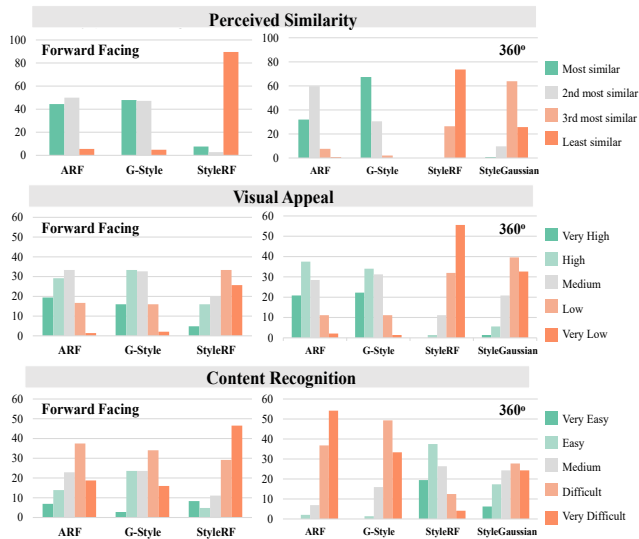 Perceived Similarity
Forward Facing
100
80
60
40
20
0
ARF
G-Style
StyleRF
360°
100
80
60
40
20
0
ARF
G-Style
StyleRF
StyleGaussian
Most similar
2nd most similar
3rd most similar
Least similar
Visual Appeal
Forward Facing
60
50
40
30
20
10
0
ARF
G-Style
StyleRF
360°
60
50
40
30
20
10
0
ARF
G-Style
StyleRF
StyleGaussian
Very High
High
Medium
Low
Very Low
Content Recognition
Forward Facing
60
50
40
30
20
10
0
ARF
G-Style
StyleRF
360°
60
50
40
30
20
10
0
ARF
G-Style
StyleRF
StyleGaussian
Very Easy
Easy
Medium
Difficult
Very Difficult